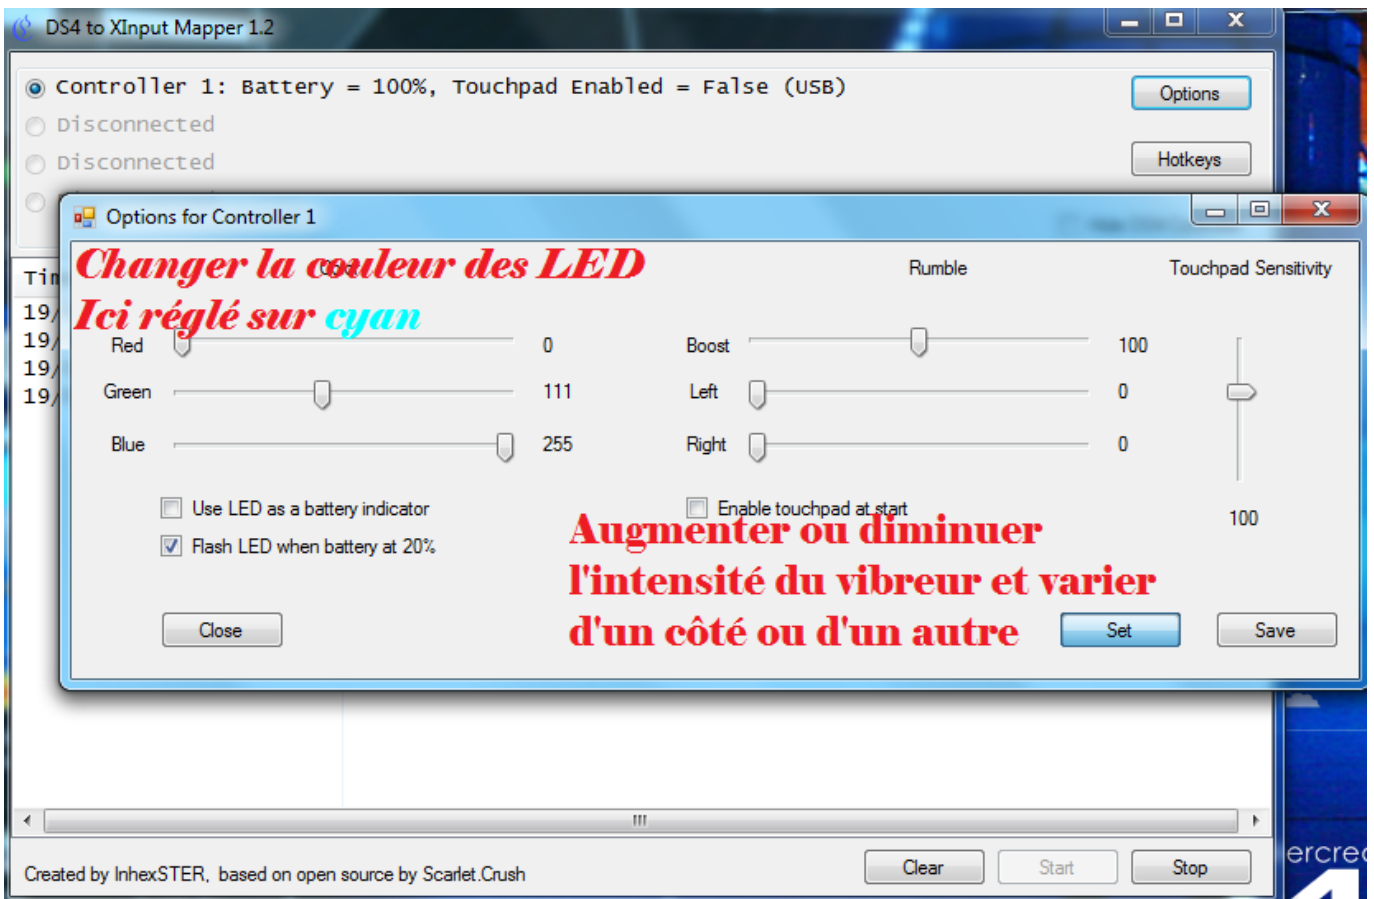 DS4 to XInput Mapper 1.2
Controller 1: Battery = 100%, Touchpad Enabled = False (USB)
Options
Disconnected
Disconnected
Hotkeys
Options for Controller 1
Changer la couleur des LED
Rumble
Touchpad Sensitivity
Ici réglé sur cyan
19/
19/
19/
19/
Red 0
Boost 100
Green 111
Left 0
Blue 255
Right 0
Use LED as a battery indicator
Enable touchpad at start
100
Flash LED when battery at 20%
Augmenter ou diminuer
l'intensité du vibreur et varier
d'un côté ou d'un autre
Close
Set
Save
Created by InhexSTER, based on open source by Scarlet.Crush
Clear
Start
Stop